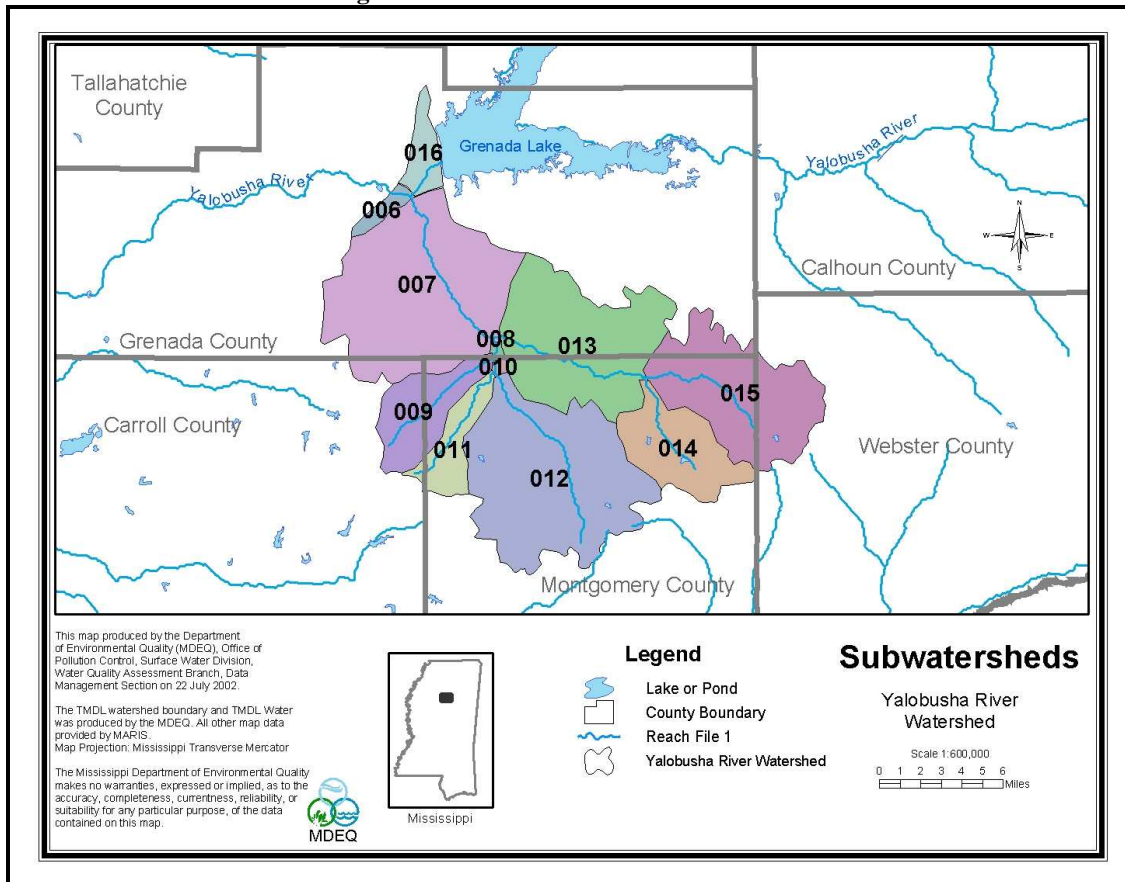 Tallahatchie
County
Grenada Lake
Yalobusha River
Yalobusha River
016
006
007
Calhoun County
N
W
E
S
Grenada County
008
013
010
015
009
Carroll County
011
014
Webster County
012
Montgomery County
This map produced by the Department
of Environmental Quality (MDEQ), Office of
Pollution Control, Surface Water Division,
Water Quality Assessment Branch, Data
Management Section on 22 July 2002.
The TMDL watershed boundary and TMDL Water
was produced by the MDEQ. All other map data
provided by MARIS.
Map Projection: Mississippi Transverse Mercator
The Mississippi Department of Environmental Quality
makes no warranties, expressed or implied, as to the
accuracy, completeness, currentness, reliability, or
suitability for any particular purpose, of the data
contained on this map.
MDEQ
Mississippi
Legend
Lake or Pond
County Boundary
Reach File 1
Yalobusha River Watershed
Subwatersheds
Yalobusha River
Watershed
Scale 1:600,000
0 1 2 3 4 5 6
Miles